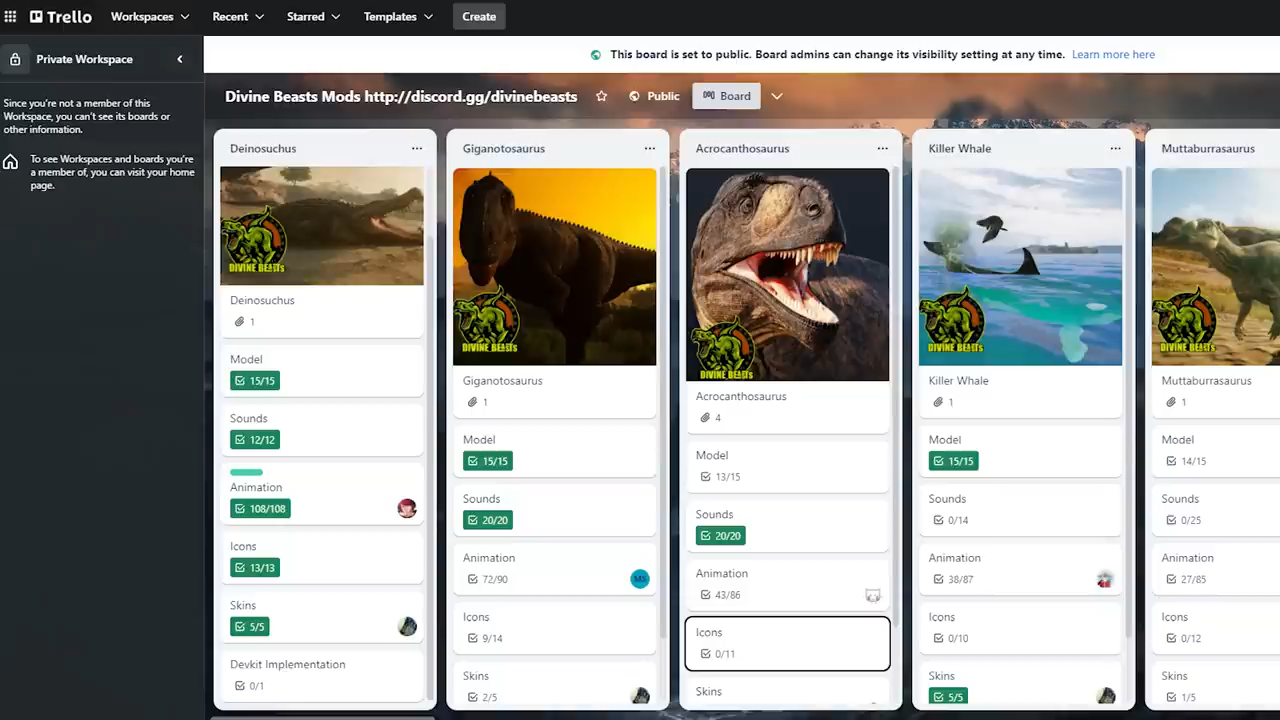 Trello
Workspaces
Recent
Starred
Templates
Create
Private Workspace
Since you're not a member of this
Workspace, you can't see its boards or
other information.
To see Workspaces and boards you're
a member of, you can visit your home
page.
This board is set to public. Board admins can change its visibility setting at any time. Learn more here
Divine Beasts Mods http://discord.gg/divinebeasts
Public
Board
Deinosuchus
DIVINE BEASTs
Deinosuchus
1
Model
15/15
Sounds
12/12
Animation
108/108
Icons
13/13
Skins
5/5
Devkit Implementation
0/1
Giganotosaurus
DIVINE BEASTs
Giganotosaurus
1
Model
15/15
Sounds
20/20
Animation
72/90
MS
Icons
9/14
Skins
2/5
Acrocanthosaurus
DIVINE BEASTs
Acrocanthosaurus
4
Model
13/15
Sounds
20/20
Animation
43/86
Icons
0/11
Skins
Killer Whale
DIVINE BEASTs
Killer Whale
1
Model
15/15
Sounds
0/14
Animation
38/87
Icons
0/10
Skins
5/5
Muttaburrasaurus
DIVINE BEASTs
Muttaburrasaurus
1
Model
14/15
Sounds
0/25
Animation
27/85
Icons
0/12
Skins
1/5